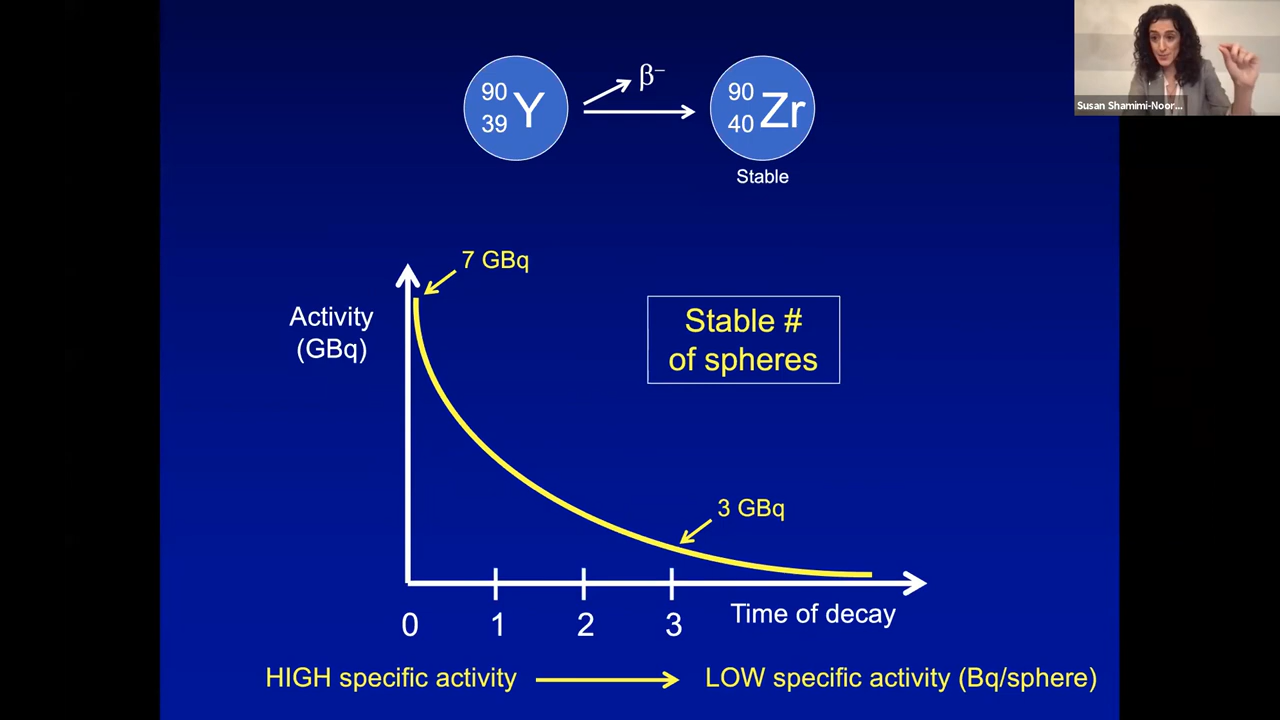 90
39 Y
β−
90
40 Zr
Stable
Susan Shamimi-Noor...
7 GBq
Activity
(GBq)
Stable #
of spheres
3 GBq
0 1 2 3
Time of decay
HIGH specific activity LOW specific activity (Bq/sphere)